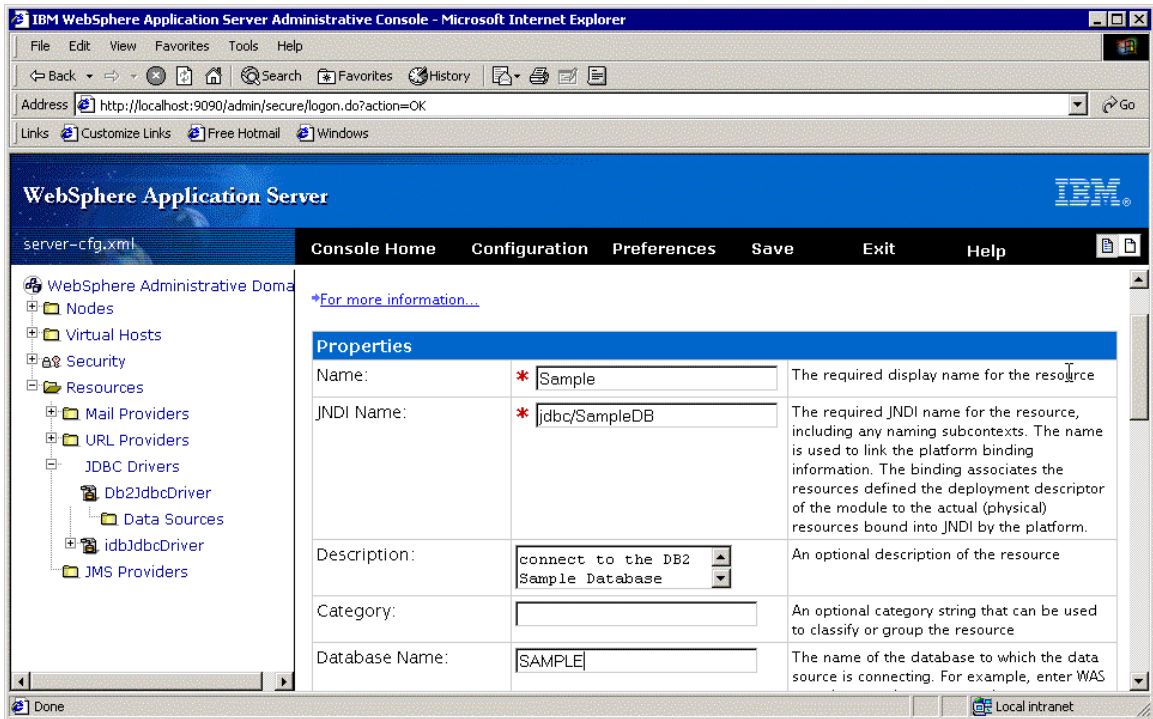 IBM WebSphere Application Server Administrative Console - Microsoft Internet Explorer
File Edit View Favorites Tools Help
Back Search Favorites History
Address http://localhost:9090/admin/secure/logon.do?action=OK Go
Links Customize Links Free Hotmail Windows
WebSphere Application Server IBM®
server-cfg.xml Console Home Configuration Preferences Save Exit Help
WebSphere Administrative Doma
Nodes
Virtual Hosts
Security
Resources
Mail Providers
URL Providers
JDBC Drivers
Db2JdbcDriver
Data Sources
idbJdbcDriver
JMS Providers
For more information...
Properties
Name: * Sample The required display name for the resource
JNDI Name: * jdbc/SampleDB The required JNDI name for the resource,
including any naming subcontexts. The name
is used to link the platform binding
information. The binding associates the
resources defined the deployment descriptor
of the module to the actual (physical)
resources bound into JNDI by the platform.
Description: connect to the DB2 An optional description of the resource
Sample Database
Category: An optional category string that can be used
to classify or group the resource
Database Name: SAMPLE The name of the database to which the data
source is connecting. For example, enter WAS
Done Local intranet